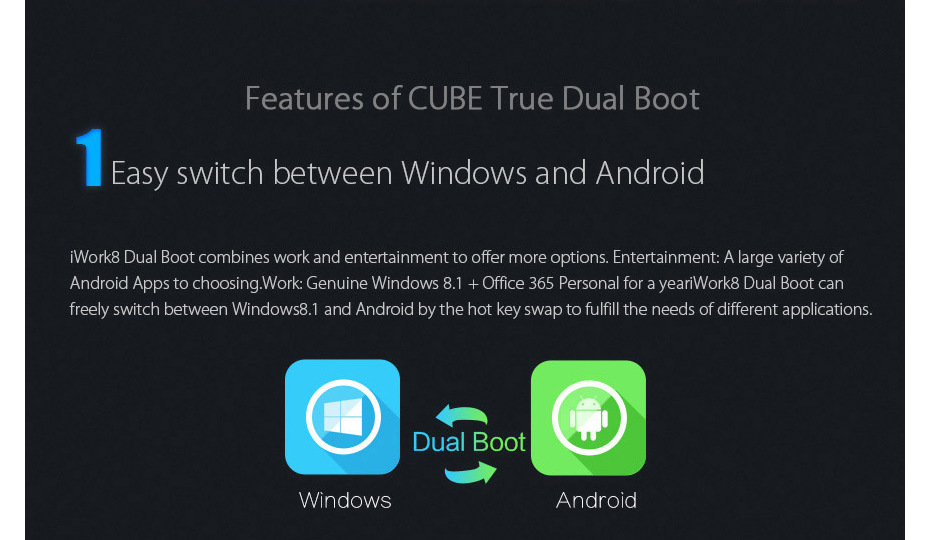 Features of CUBE True Dual Boot
1 Easy switch between Windows and Android
iWork8 Dual Boot combines work and entertainment to offer more options. Entertainment: A large variety of
Android Apps to choosing.Work: Genuine Windows 8.1 + Office 365 Personal for a yeariWork8 Dual Boot can
freely switch between Windows8.1 and Android by the hot key swap to fulfill the needs of different applications.
Dual Boot
Windows
Android